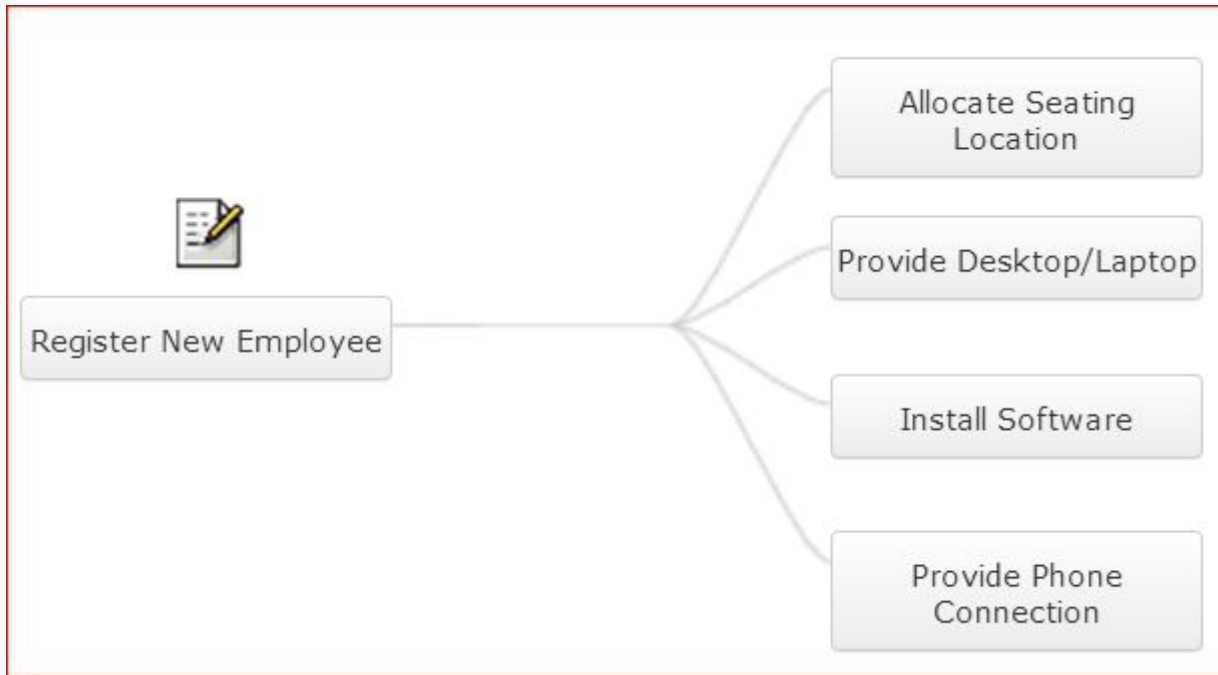 Allocate Seating
Location
Provide Desktop/Laptop
Register New Employee
Install Software
Provide Phone
Connection